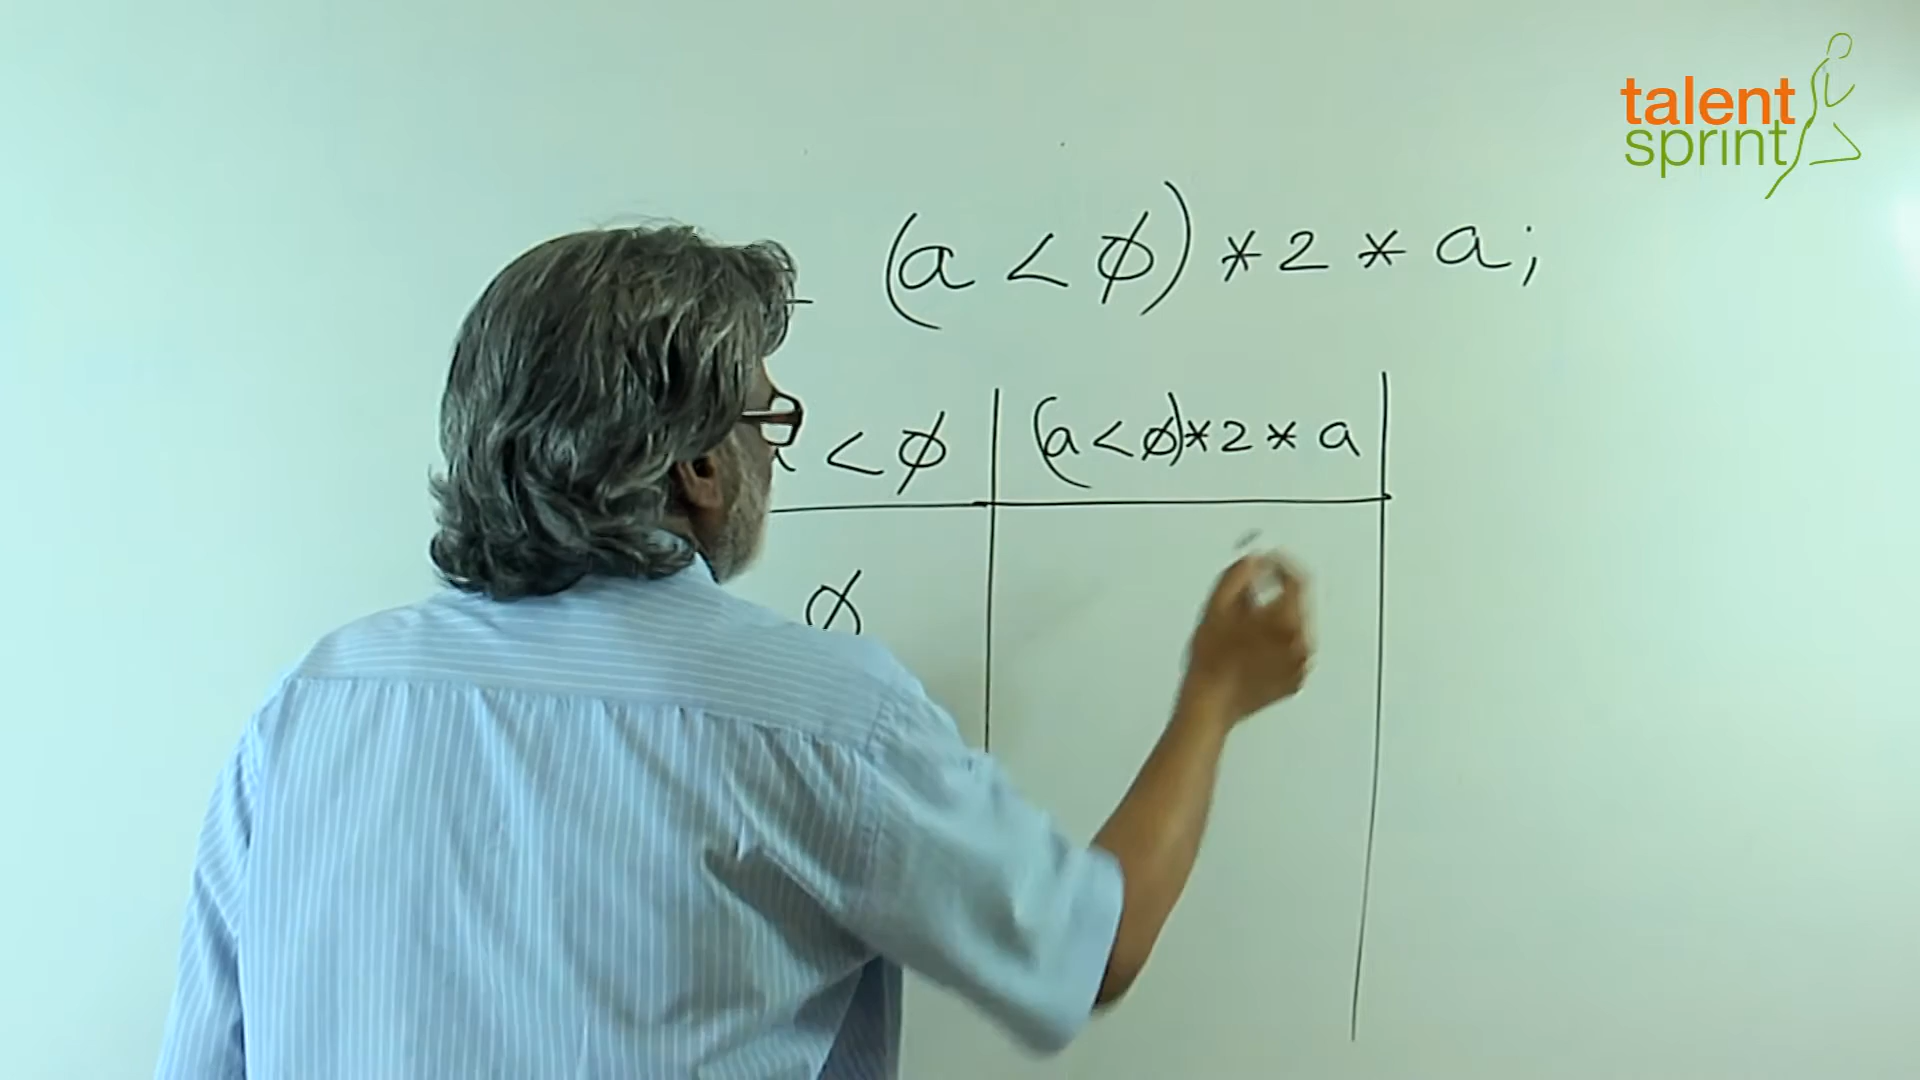 talent
sprint
- (a < ϕ) * 2 * a;
< ϕ (a < ϕ) * 2 * a
ϕ